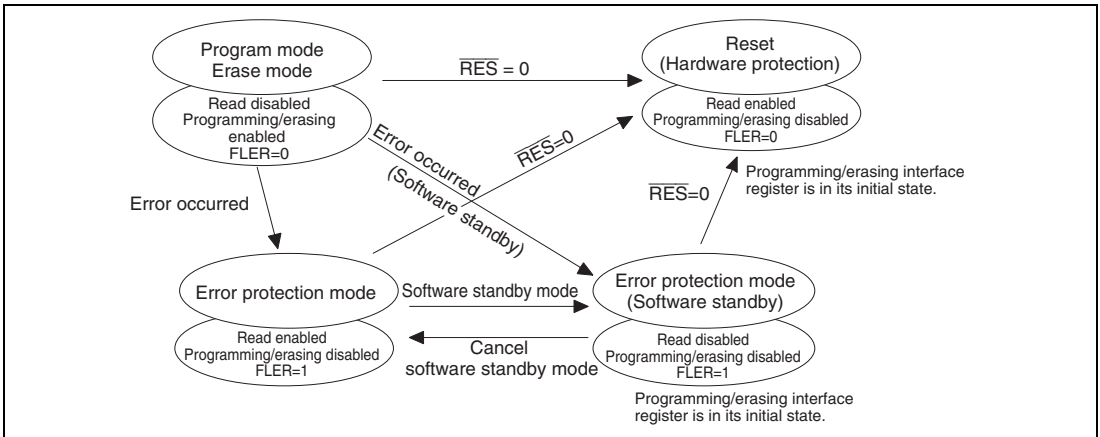 Program mode
Erase mode
Read disabled
Programming/erasing
enabled
FLER=0
RES = 0
Reset
(Hardware protection)
Read enabled
Programming/erasing disabled
FLER=0
Programming/erasing interface
register is in its initial state.
Error occurred
(Software standby)
RES=0
RES=0
Error occurred
Error protection mode
Read enabled
Programming/erasing disabled
FLER=1
Software standby mode
Cancel
software standby mode
Error protection mode
(Software standby)
Read disabled
Programming/erasing disabled
FLER=1
Programming/erasing interface
register is in its initial state.